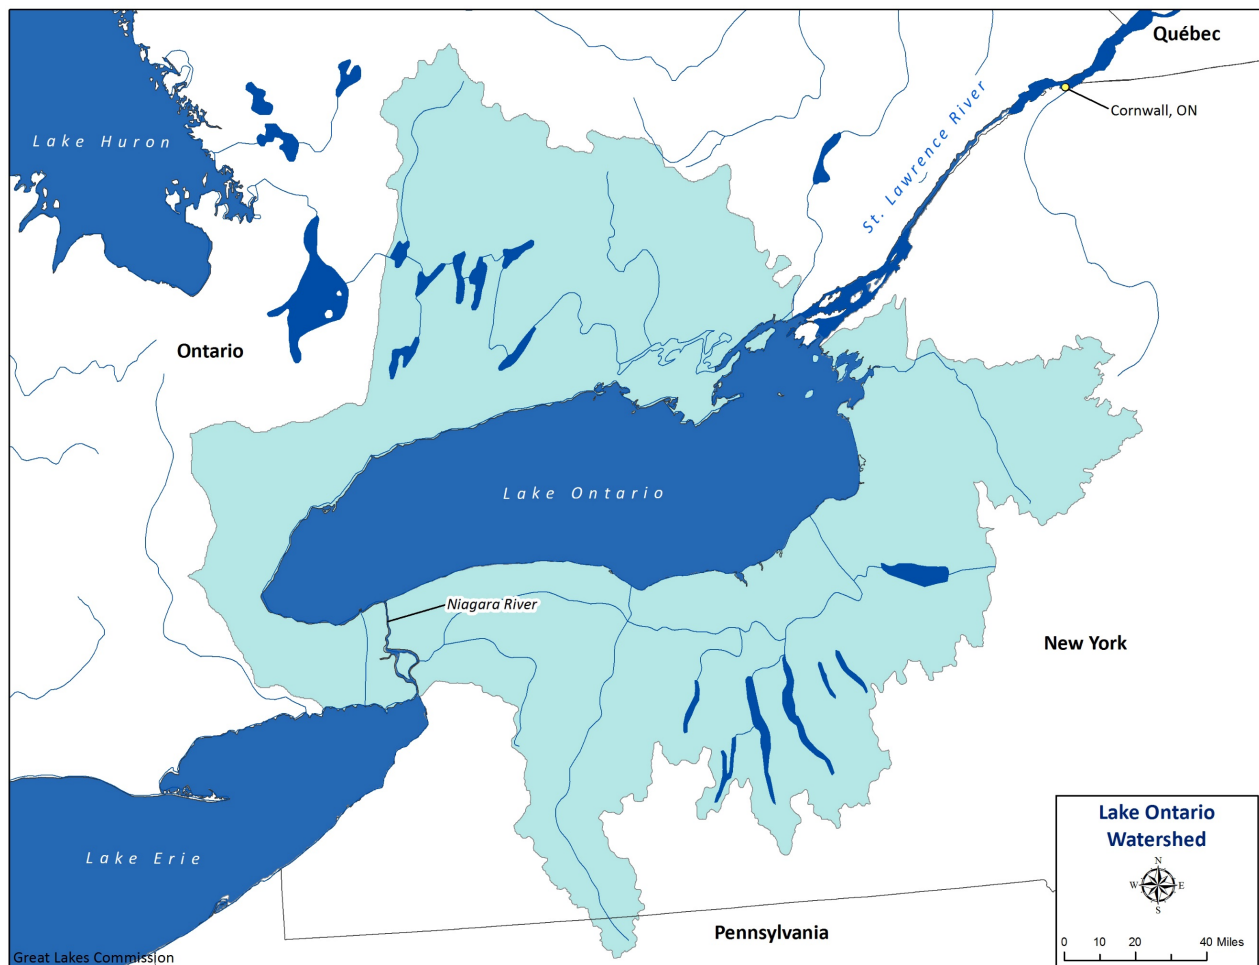 Québec
Cornwall, ON
Lake Huron
St. Lawrence River
Ontario
Lake Ontario
Niagara River
New York
Lake Erie
Pennsylvania
Lake Ontario
Watershed
N
W E
S
0 10 20 40 Miles
Great Lakes Commission